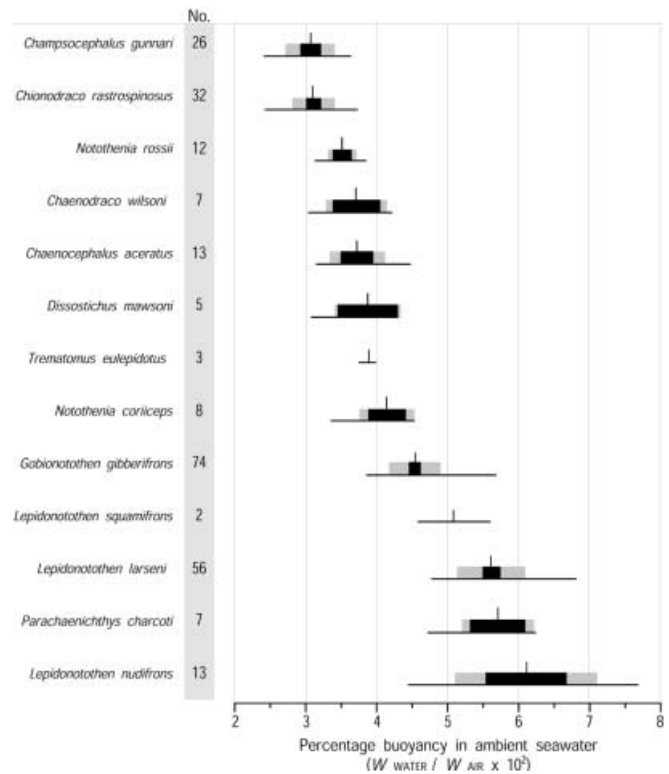 No.
Champsocephalus gunnari 26
Chionodraco rastrospinosus 32
Notothenia rossii 12
Chaenodraco wilsoni 7
Chaenocephalus aceratus 13
Dissostichus mawsoni 5
Trematomus eulepidotus 3
Notothenia coriiceps 8
Gobionotothen gibberifrons 74
Lepidonotothen squamifrons 2
Lepidonotothen larseni 56
Parachaenichthys charcoti 7
Lepidonotothen nudifrons 13
2 3 4 5 6 7 8
Percentage buoyancy in ambient seawater
(W WATER / W AIR x 10²)